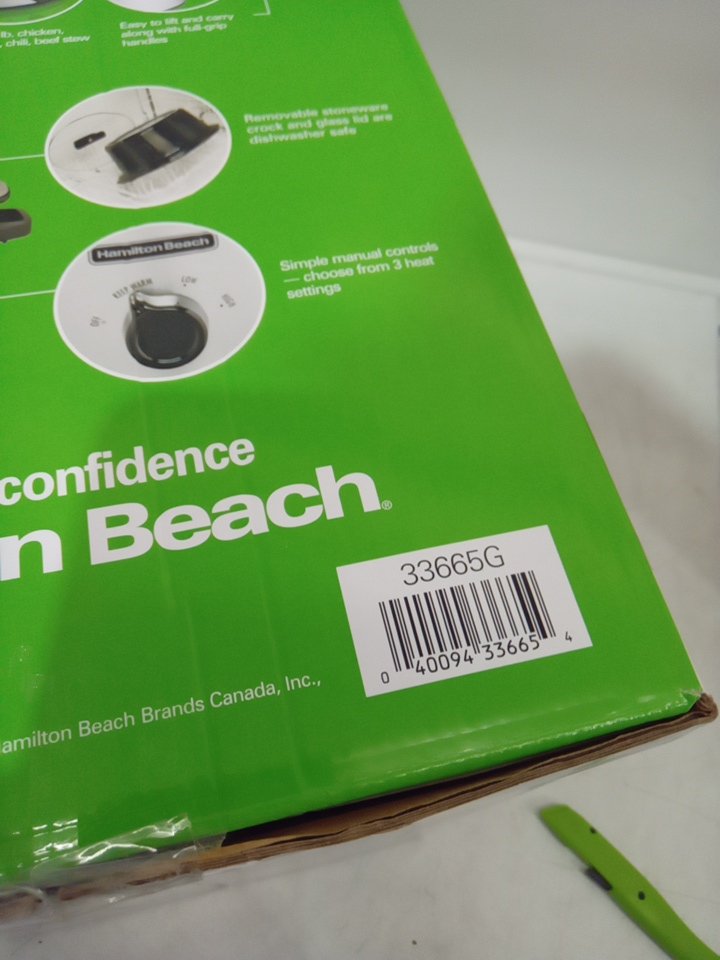 lb. chicken,
, chili, beef stew
Easy to lift and carry
along with full-grip
handles
Removable stoneware
crock and glass lid are
dishwasher safe
Hamilton Beach
OFF
KEEP WARM
LOW
HIGH
Simple manual controls
— choose from 3 heat
settings
confidence
n Beach®
33665G
0 40094 33665 4
amilton Beach Brands Canada, Inc.,